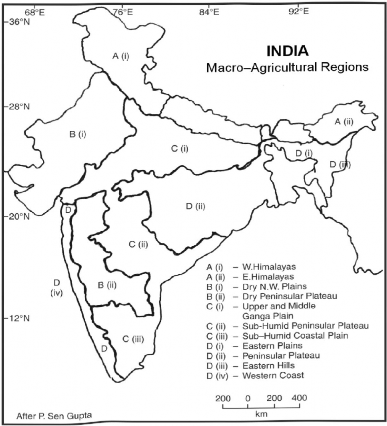 68°E 76°E 84°E 92°E
36°N
INDIA
Macro–Agricultural Regions
A (i)
28°N
A (ii)
B (i)
C (i)
D (i)
D (iii)
20°N
D
D (ii)
C (ii)
D
(iv)
B (ii)
12°N
D
C (iii)
A (i) – W.Himalayas
A (ii) – E.Himalayas
B (i) – Dry N.W. Plains
B (ii) – Dry Peninsular Plateau
C (i) – Upper and Middle
Ganga Plain
C (ii) – Sub-Humid Peninsular Plateau
C (iii) – Sub–Humid Coastal Plain
D (i) – Eastern Plains
D (ii) – Peninsular Plateau
D (iii) – Eastern Hills
D (iv) – Western Coast
200 0 200 400
km
After P. Sen Gupta